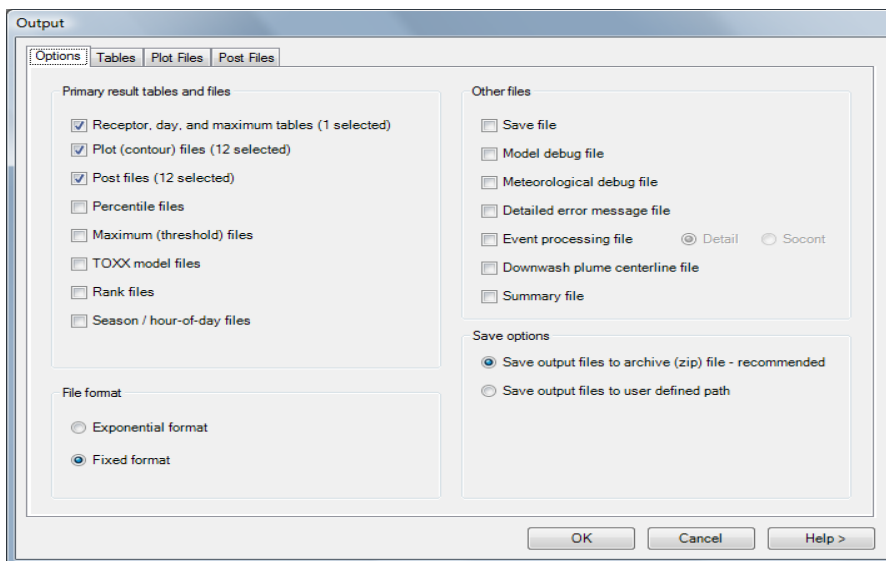 Output
Options Tables Plot Files Post Files
Primary result tables and files
Receptor, day, and maximum tables (1 selected)
Plot (contour) files (12 selected)
Post files (12 selected)
Percentile files
Maximum (threshold) files
TOXX model files
Rank files
Season / hour-of-day files
File format
Exponential format
Fixed format
Other files
Save file
Model debug file
Meteorological debug file
Detailed error message file
Event processing file Detail Socont
Downwash plume centerline file
Summary file
Save options
Save output files to archive (zip) file - recommended
Save output files to user defined path
OK Cancel Help >